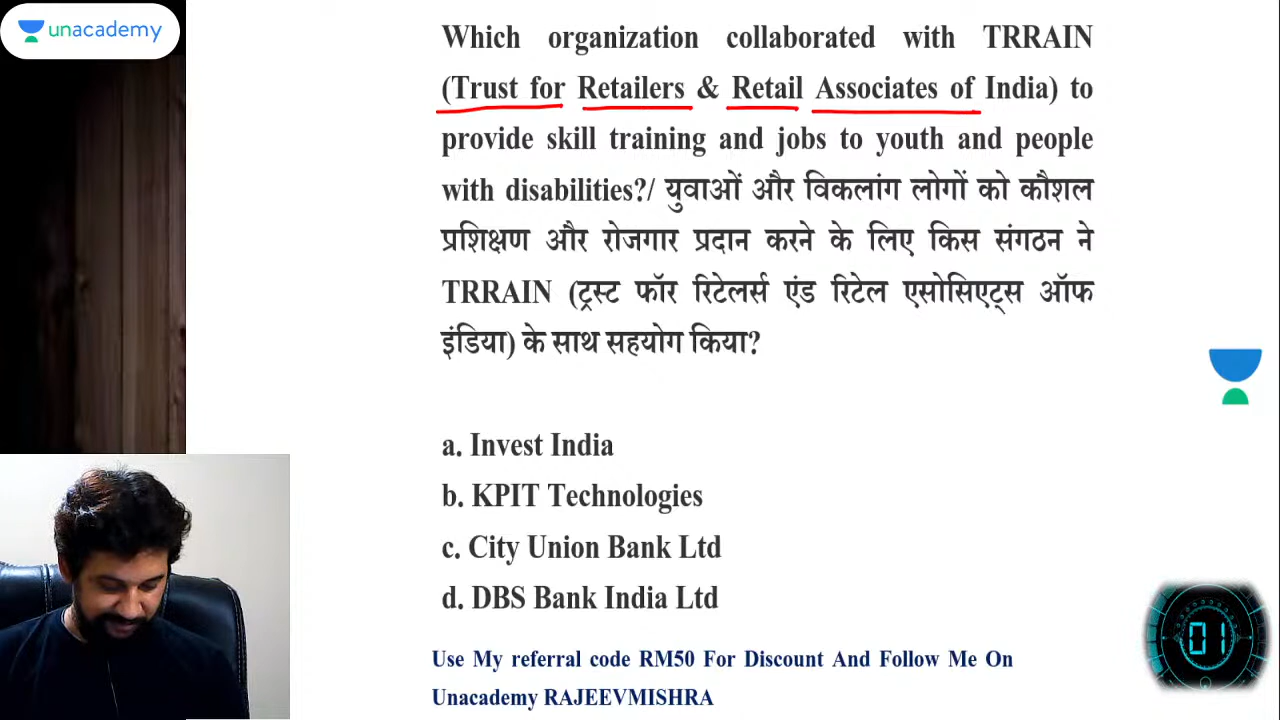 unacademy
Which organization collaborated with TRRAIN
(Trust for Retailers & Retail Associates of India) to
provide skill training and jobs to youth and people
with disabilities?/ युवाओं और विकलांग लोगों को कौशल
प्रशिक्षण और रोजगार प्रदान करने के लिए किस संगठन ने
TRRAIN (ट्रस्ट फॉर रिटेलर्स एंड रिटेल एसोसिएट्स ऑफ
इंडिया) के साथ सहयोग किया?
a. Invest India
b. KPIT Technologies
c. City Union Bank Ltd
d. DBS Bank India Ltd
01
Use My referral code RM50 For Discount And Follow Me On
Unacademy RAJEEVMISHRA